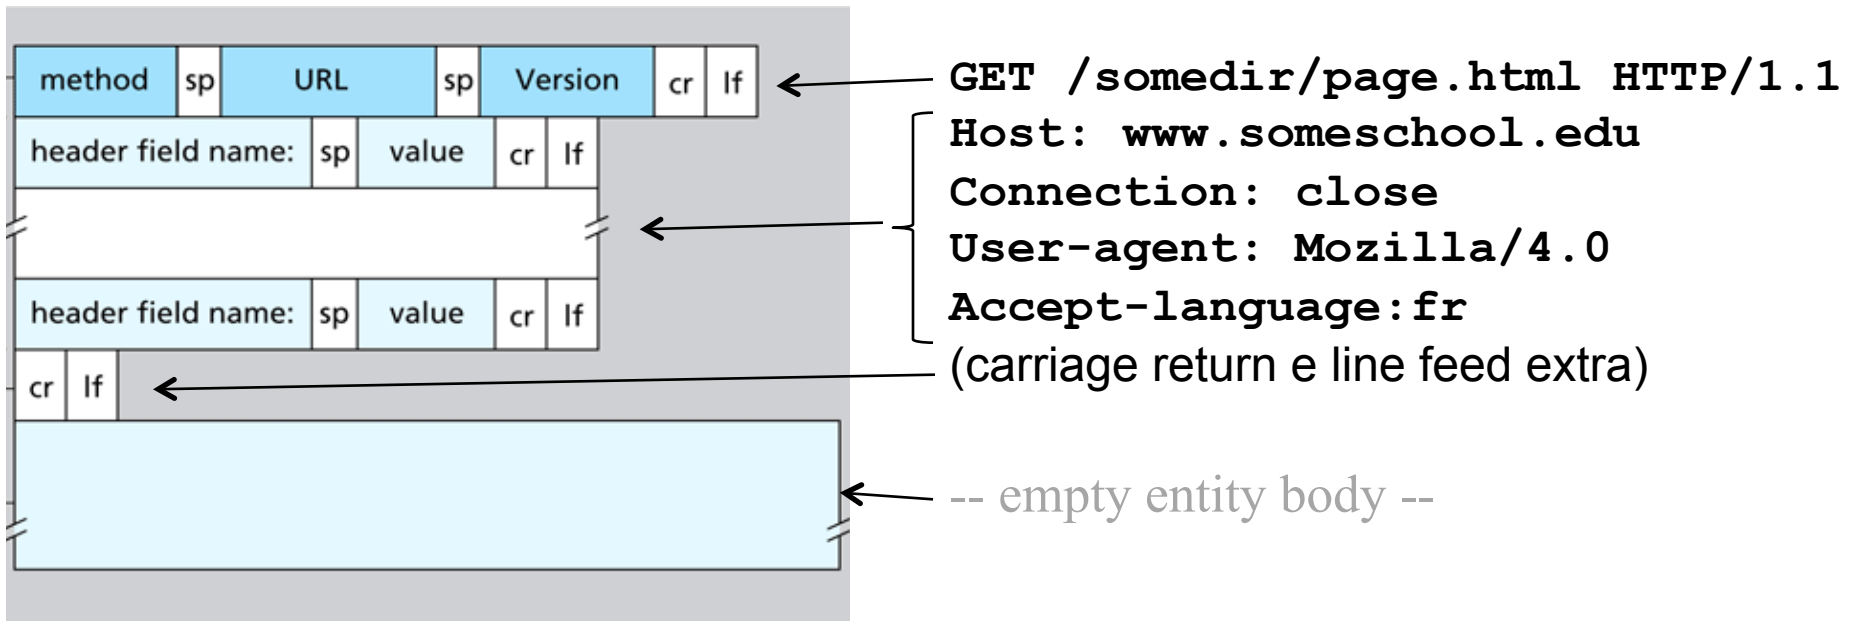 method sp URL sp Version cr lf
header field name: sp value cr lf
header field name: sp value cr lf
cr lf
GET /somedir/page.html HTTP/1.1
Host: www.someschool.edu
Connection: close
User-agent: Mozilla/4.0
Accept-language:fr
(carriage return e line feed extra)
-- empty entity body --